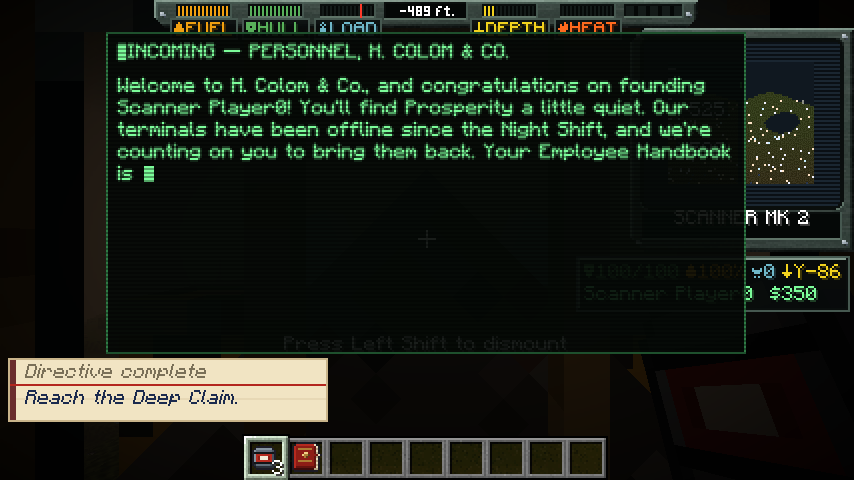 -489 ft.
FUEL HULL LOAD DEPTH HEAT
INCOMING — PERSONNEL, H. COLOM & CO.
Welcome to H. Colom & Co., and congratulations on founding
Scanner Player0! You'll find Prosperity a little quiet. Our
terminals have been offline since the Night Shift, and we're
counting on you to bring them back. Your Employee Handbook
is
SCANNER MK 2
100/100 100% 0 Y-86
Scanner Player0 $350
Press Left Shift to dismount
Directive complete
Reach the Deep Claim.
3